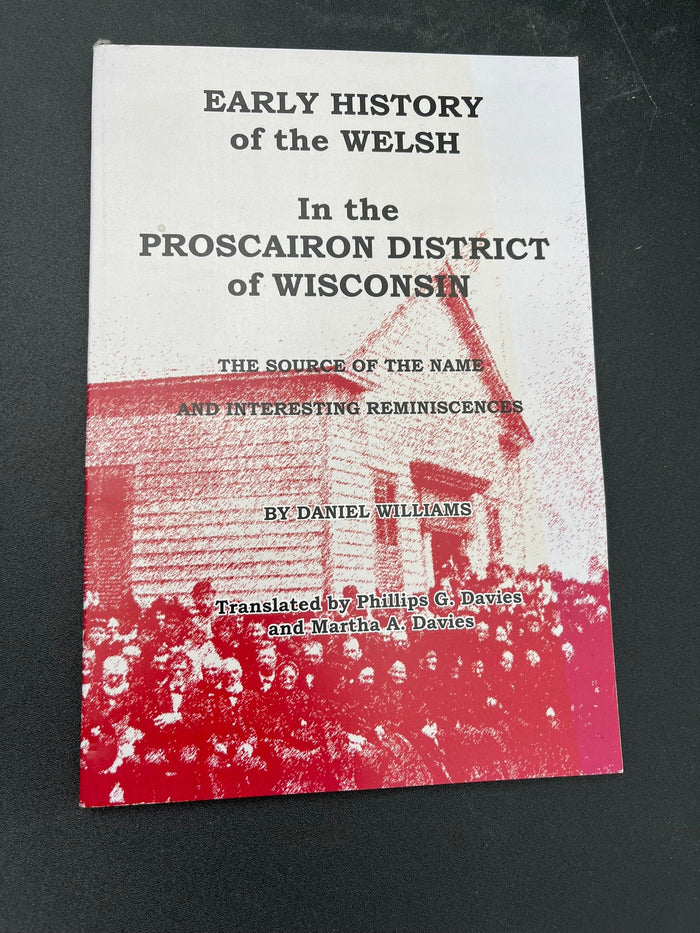 EARLY HISTORY
of the WELSH
In the
PROSCAIRON DISTRICT
of WISCONSIN
THE SOURCE OF THE NAME
AND INTERESTING REMINISCENCES
BY DANIEL WILLIAMS
Translated by Phillips G. Davies
and Martha A. Davies